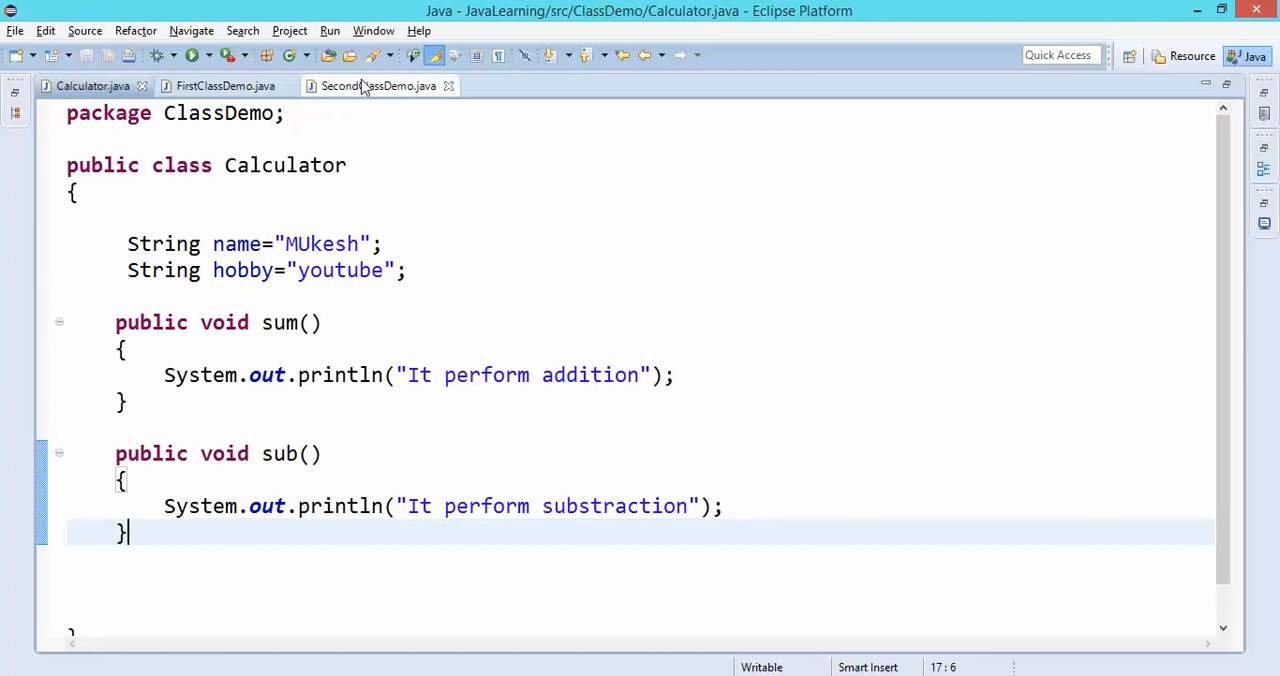 Java - JavaLearning/src/ClassDemo/Calculator.java - Eclipse Platform
File Edit Source Refactor Navigate Search Project Run Window Help
Quick Access Resource Java
Calculator.java FirstClassDemo.java SecondClassDemo.java
package ClassDemo;
public class Calculator
{
String name="MUkesh";
String hobby="youtube";
public void sum()
{
System.out.println("It perform addition");
}
public void sub()
{
System.out.println("It perform substraction");
}
}
Writable Smart Insert 17:6